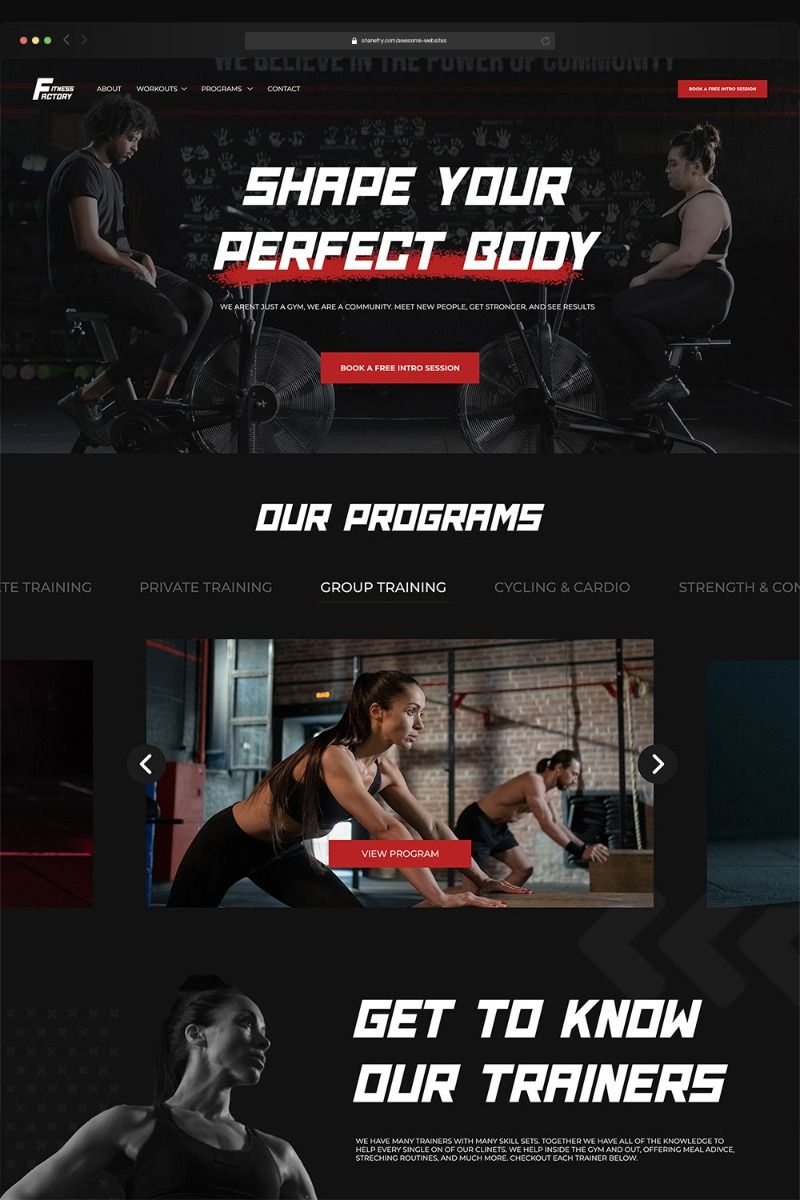 shanefry.com/awesome-websites
WE BELIEVE IN THE POWER OF COMMUNITY
FITNESS FACTORY
ABOUT WORKOUTS PROGRAMS CONTACT
BOOK A FREE INTRO SESSION
SHAPE YOUR
PERFECT BODY
WE ARENT JUST A GYM, WE ARE A COMMUNITY. MEET NEW PEOPLE, GET STRONGER, AND SEE RESULTS
BOOK A FREE INTRO SESSION
OUR PROGRAMS
TE TRAINING PRIVATE TRAINING GROUP TRAINING CYCLING & CARDIO STRENGTH & CON
VIEW PROGRAM
GET TO KNOW
OUR TRAINERS
WE HAVE MANY TRAINERS WITH MANY SKILL SETS. TOGETHER WE HAVE ALL OF THE KNOWLEDGE TO
HELP EVERY SINGLE ON OF OUR CLINETS. WE HELP INSIDE THE GYM AND OUT, OFFERING MEAL ADIVCE,
STRECHING ROUTINES, AND MUCH MORE. CHECKOUT EACH TRAINER BELOW.